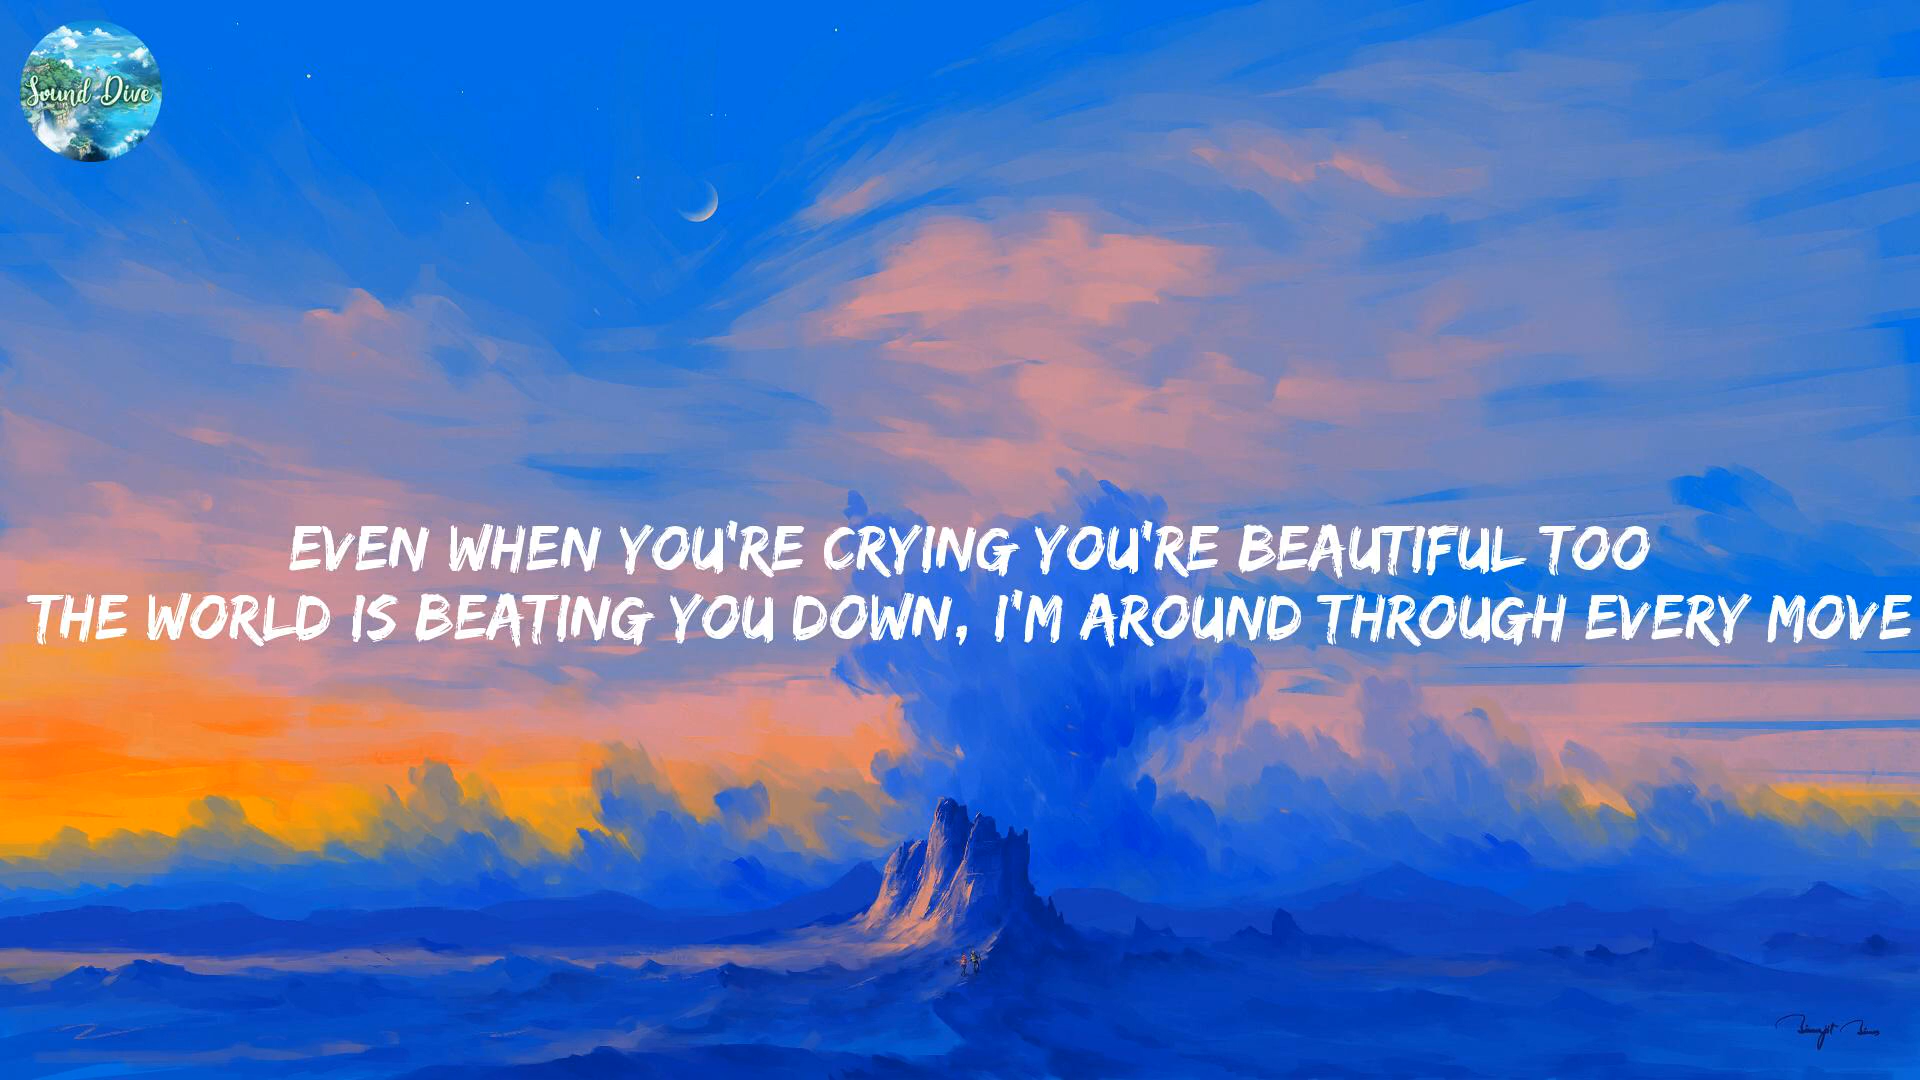 Sound Dive
EVEN WHEN YOU'RE CRYING YOU'RE BEAUTIFUL TOO
THE WORLD IS BEATING YOU DOWN, I'M AROUND THROUGH EVERY MOVE